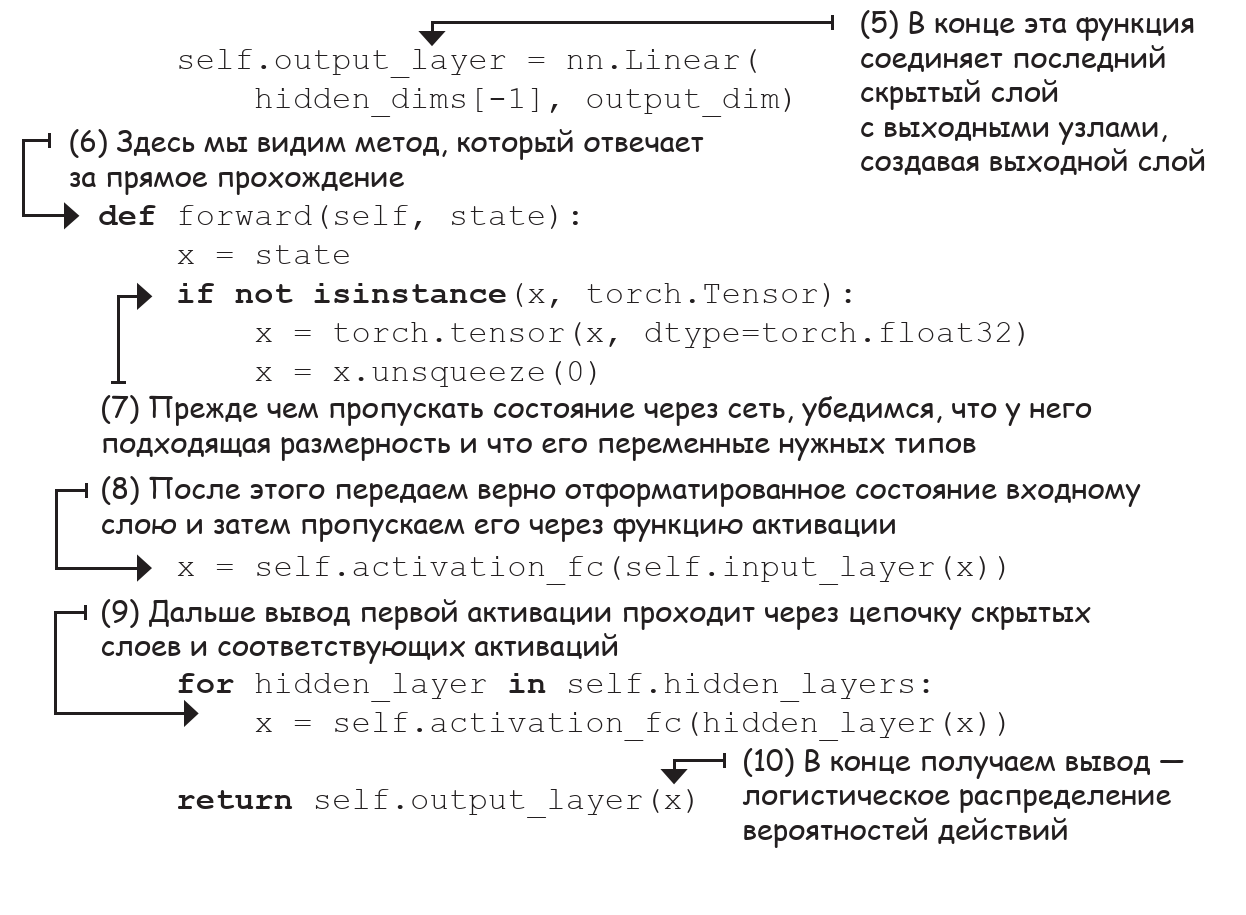 (5) В конце эта функция
соединяет последний
скрытый слой
с выходными узлами,
создавая выходной слой
self.output_layer = nn.Linear(
hidden_dims[-1], output_dim)
(6) Здесь мы видим метод, который отвечает
за прямое прохождение
def forward(self, state):
x = state
if not isinstance(x, torch.Tensor):
x = torch.tensor(x, dtype=torch.float32)
x = x.unsqueeze(0)
(7) Прежде чем пропускать состояние через сеть, убедимся, что у него
подходящая размерность и что его переменные нужных типов
(8) После этого передаем верно отформатированное состояние входному
слою и затем пропускаем его через функцию активации
x = self.activation_fc(self.input_layer(x))
(9) Дальше вывод первой активации проходит через цепочку скрытых
слоев и соответствующих активаций
for hidden_layer in self.hidden_layers:
x = self.activation_fc(hidden_layer(x))
(10) В конце получаем вывод —
логистическое распределение
вероятностей действий
return self.output_layer(x)